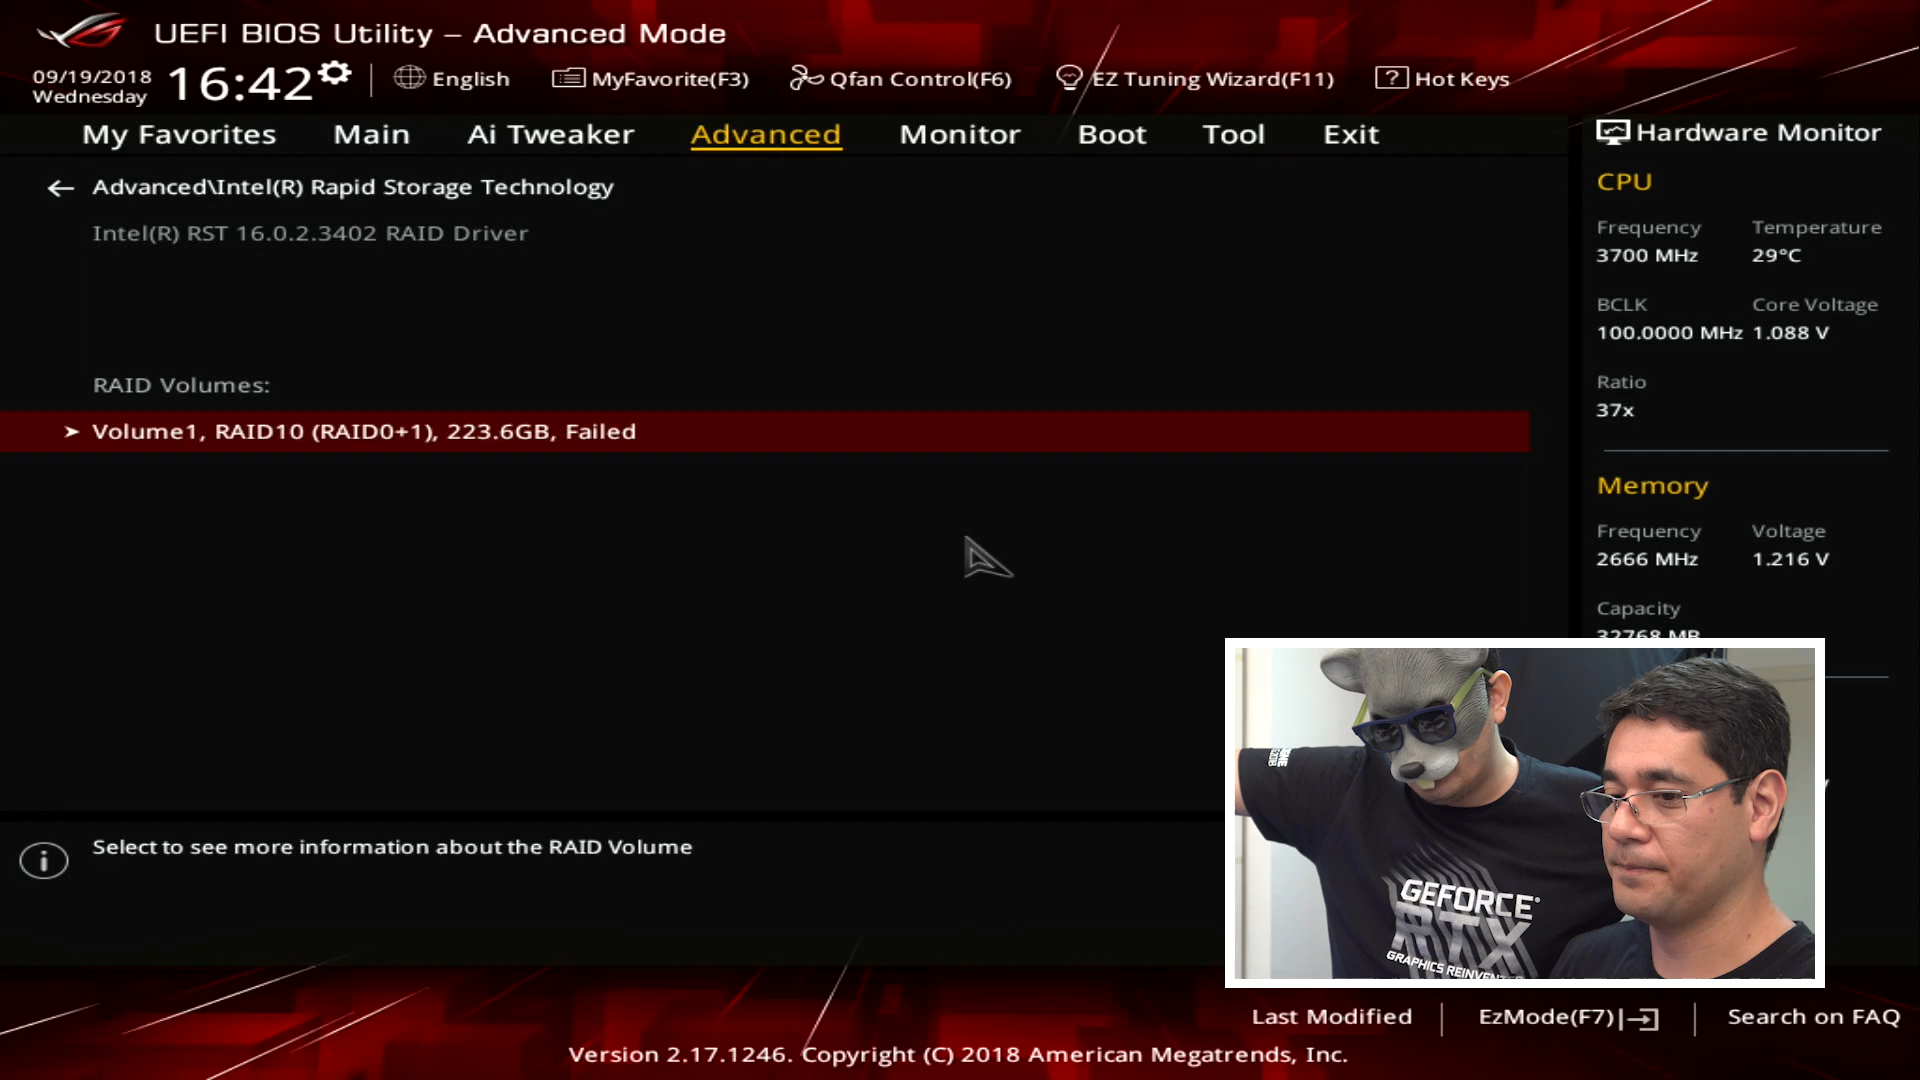 UEFI BIOS Utility – Advanced Mode
09/19/2018
Wednesday
16:42
English
MyFavorite(F3)
Qfan Control(F6)
EZ Tuning Wizard(F11)
? Hot Keys
My Favorites
Main
Ai Tweaker
Advanced
Monitor
Boot
Tool
Exit
Advanced\Intel(R) Rapid Storage Technology
Intel(R) RST 16.0.2.3402 RAID Driver
RAID Volumes:
Volume1, RAID10 (RAID0+1), 223.6GB, Failed
Hardware Monitor
CPU
Frequency Temperature
3700 MHz 29°C
BCLK Core Voltage
100.0000 MHz 1.088 V
Ratio
37x
Memory
Frequency Voltage
2666 MHz 1.216 V
Capacity
32768 MB
Select to see more information about the RAID Volume
GEFORCE
RTX
GRAPHICS
Last Modified
EzMode(F7)
Search on FAQ
Version 2.17.1246. Copyright (C) 2018 American Megatrends, Inc.